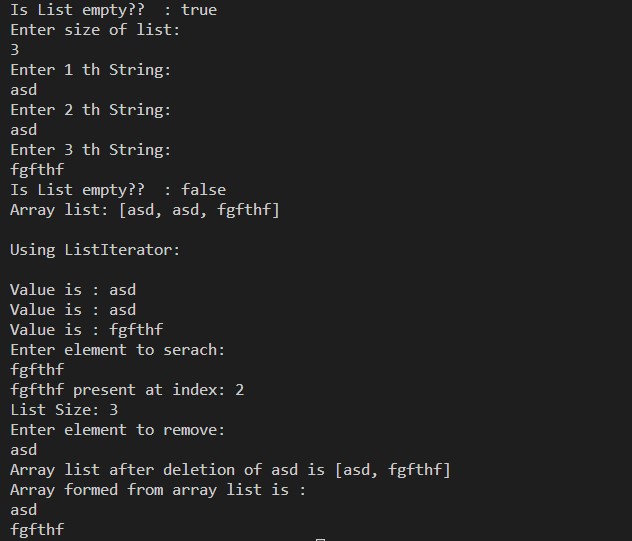 Is List empty??  : true
Enter size of list:
3
Enter 1 th String:
asd
Enter 2 th String:
asd
Enter 3 th String:
fgfthf
Is List empty??  : false
Array list: [asd, asd, fgfthf]
Using ListIterator:
Value is : asd
Value is : asd
Value is : fgfthf
Enter element to serach:
fgfthf
fgfthf present at index: 2
List Size: 3
Enter element to remove:
asd
Array list after deletion of asd is [asd, fgfthf]
Array formed from array list is :
asd
fgfthf